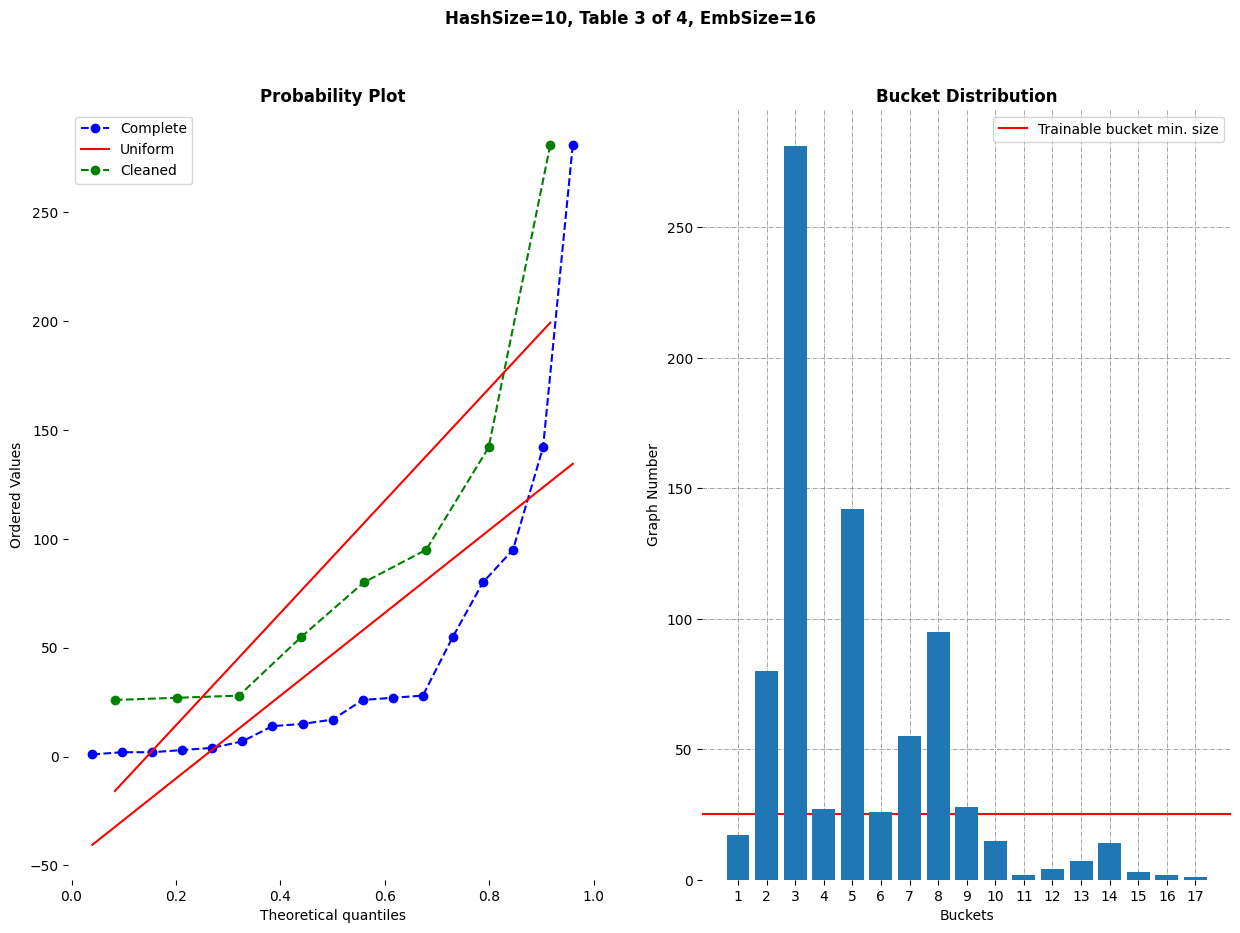 HashSize=10, Table 3 of 4, EmbSize=16
Probability Plot
Complete
Uniform
Cleaned
250
200
150
100
50
0
−50
Ordered Values
0.0 0.2 0.4 0.6 0.8 1.0
Theoretical quantiles
Bucket Distribution
Trainable bucket min. size
250
200
150
100
50
0
Graph Number
1 2 3 4 5 6 7 8 9 10 11 12 13 14 15 16 17
Buckets